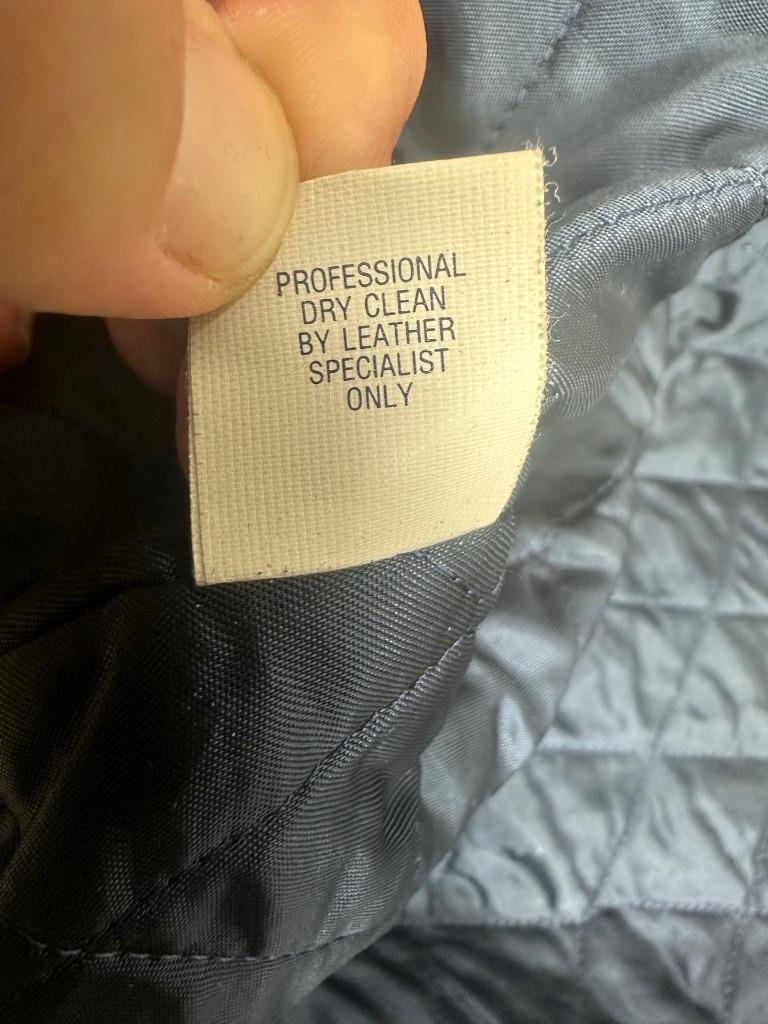 PROFESSIONAL
DRY CLEAN
BY LEATHER
SPECIALIST
ONLY